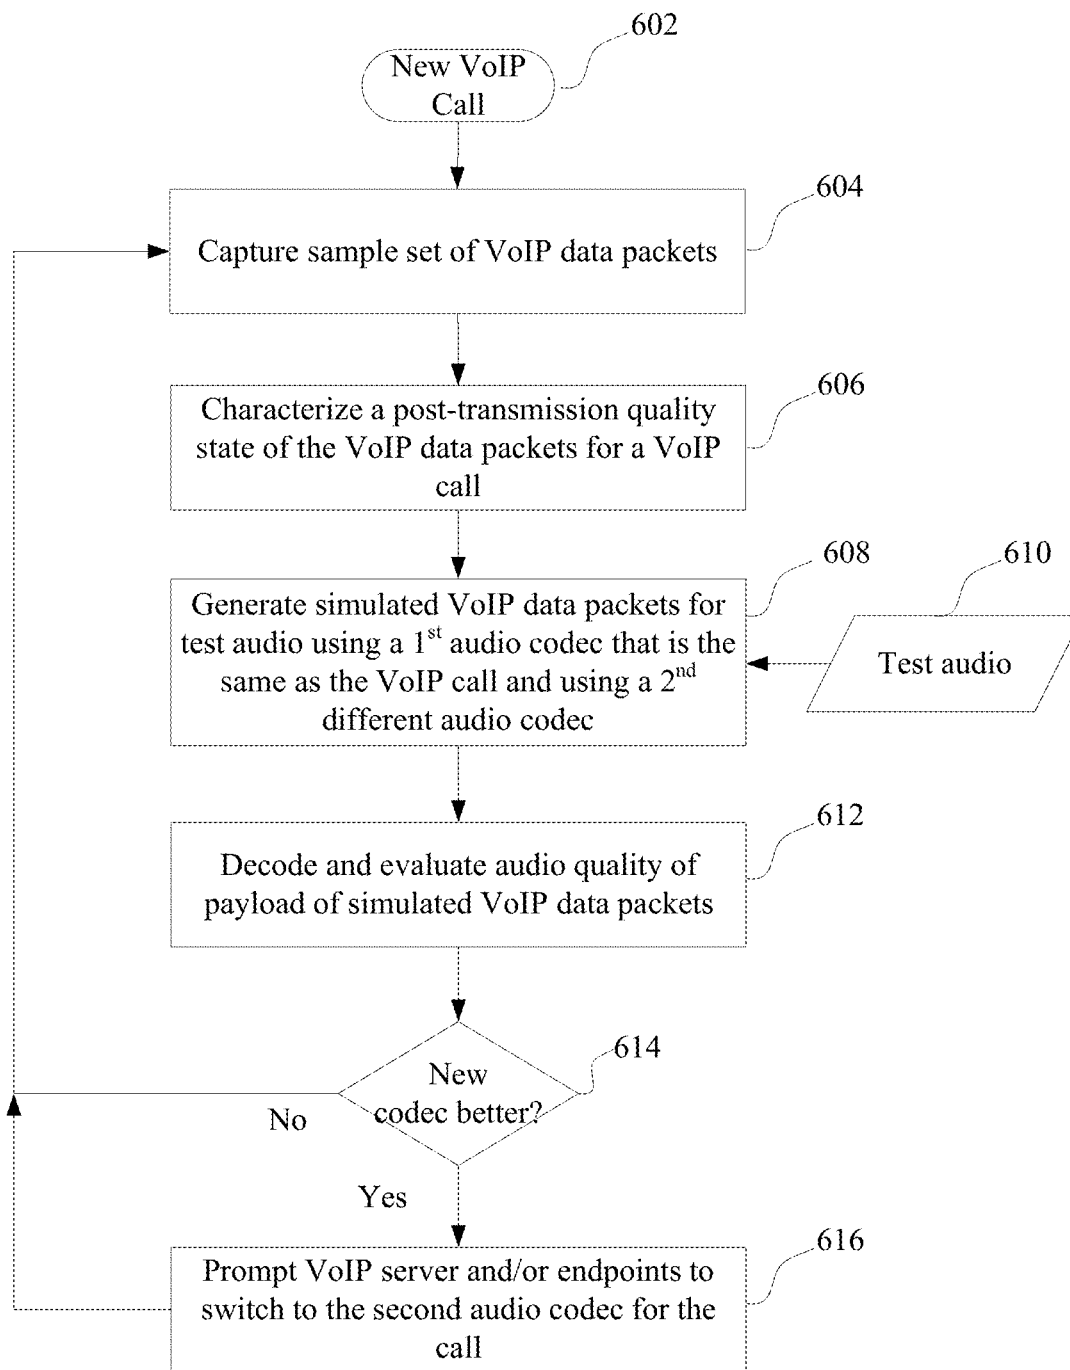 602
New VoIP
Call
604
Capture sample set of VoIP data packets
606
Characterize a post-transmission quality
state of the VoIP data packets for a VoIP
call
608
610
Generate simulated VoIP data packets for
test audio using a 1st audio codec that is the
same as the VoIP call and using a 2nd
different audio codec
Test audio
612
Decode and evaluate audio quality of
payload of simulated VoIP data packets
614
New
codec better?
No
Yes
616
Prompt VoIP server and/or endpoints to
switch to the second audio codec for the
call